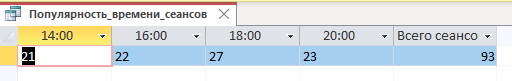 Популярность_времени_сеансов
14:00 16:00 18:00 20:00 Всего сеансо
21 22 27 23 93